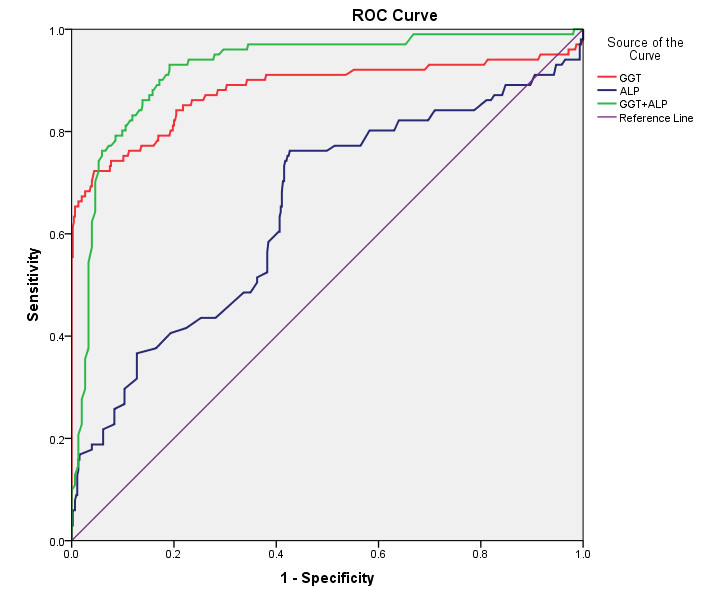 ROC Curve
Source of the
Curve
GGT
ALP
GGT+ALP
Reference Line
1.0
0.8
0.6
0.4
0.2
0.0
Sensitivity
0.0 0.2 0.4 0.6 0.8 1.0
1 - Specificity